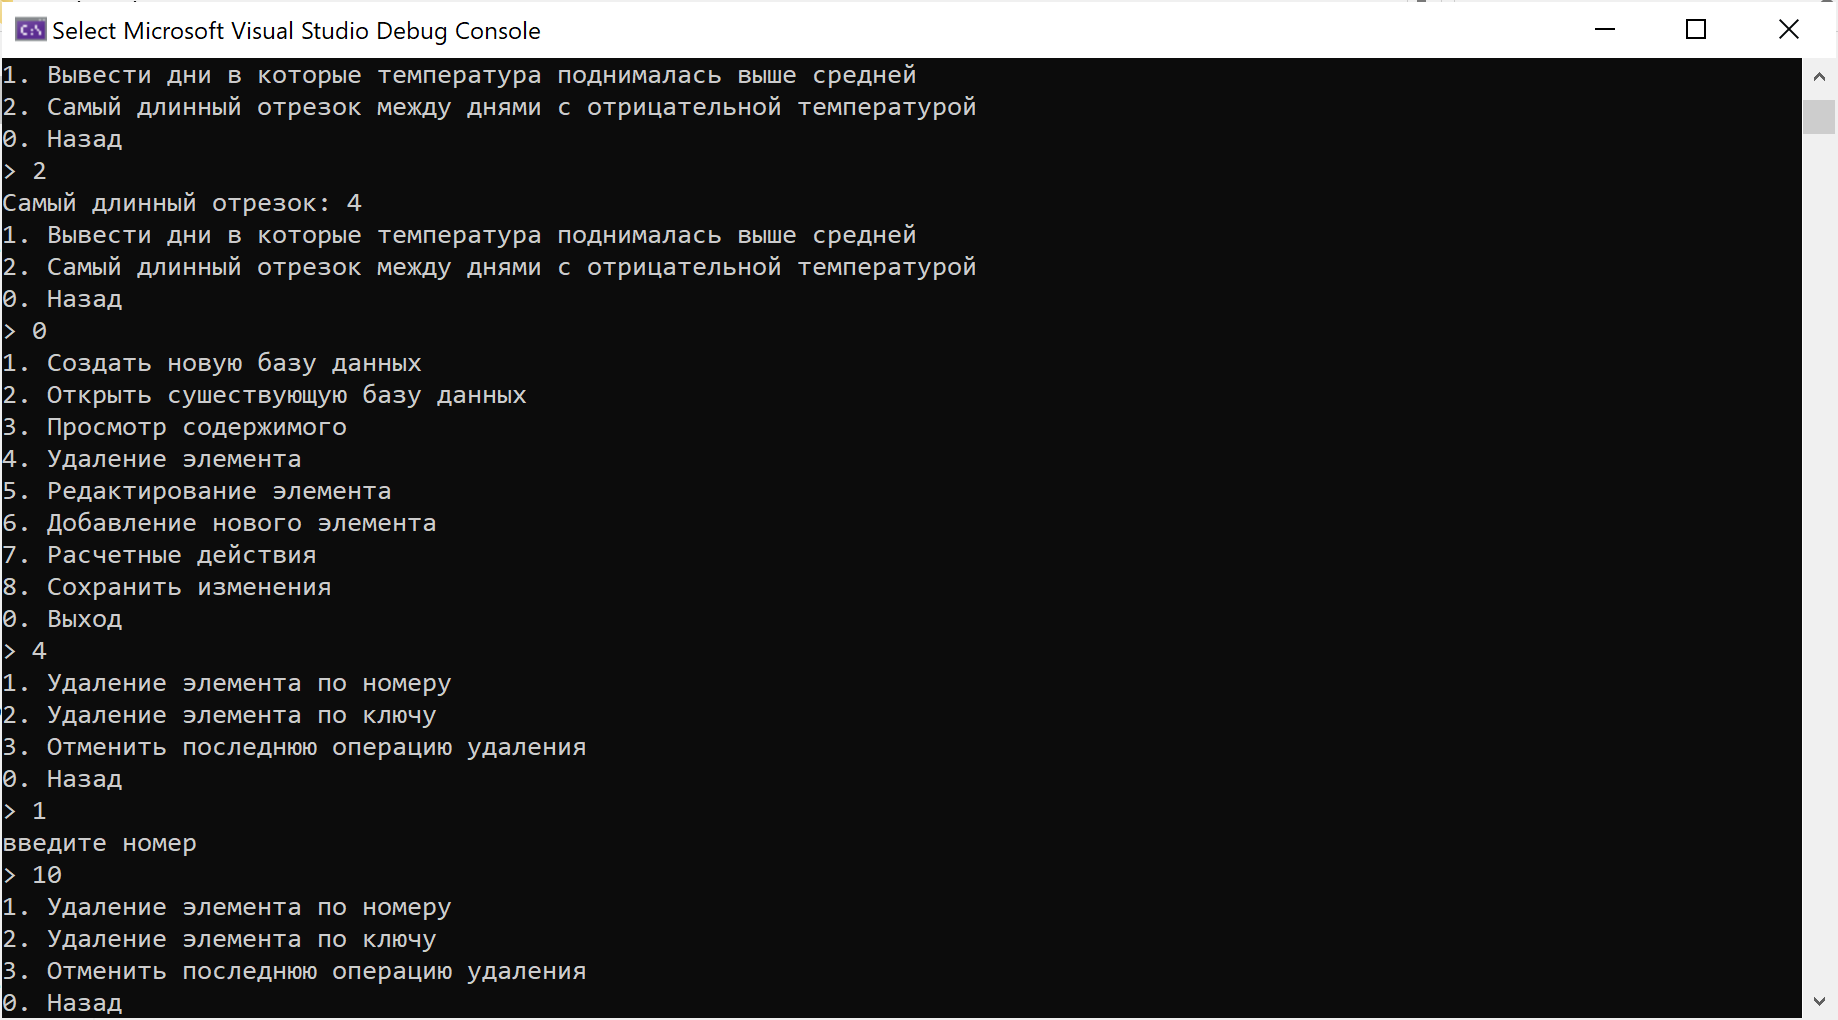 Select Microsoft Visual Studio Debug Console
1. Вывести дни в которые температура поднималась выше средней
2. Самый длинный отрезок между днями с отрицательной температурой
0. Назад
> 2
Самый длинный отрезок: 4
1. Вывести дни в которые температура поднималась выше средней
2. Самый длинный отрезок между днями с отрицательной температурой
0. Назад
> 0
1. Создать новую базу данных
2. Открыть сушествующую базу данных
3. Просмотр содержимого
4. Удаление элемента
5. Редактирование элемента
6. Добавление нового элемента
7. Расчетные действия
8. Сохранить изменения
0. Выход
> 4
1. Удаление элемента по номеру
2. Удаление элемента по ключу
3. Отменить последнюю операцию удаления
0. Назад
> 1
введите номер
> 10
1. Удаление элемента по номеру
2. Удаление элемента по ключу
3. Отменить последнюю операцию удаления
0. Назад